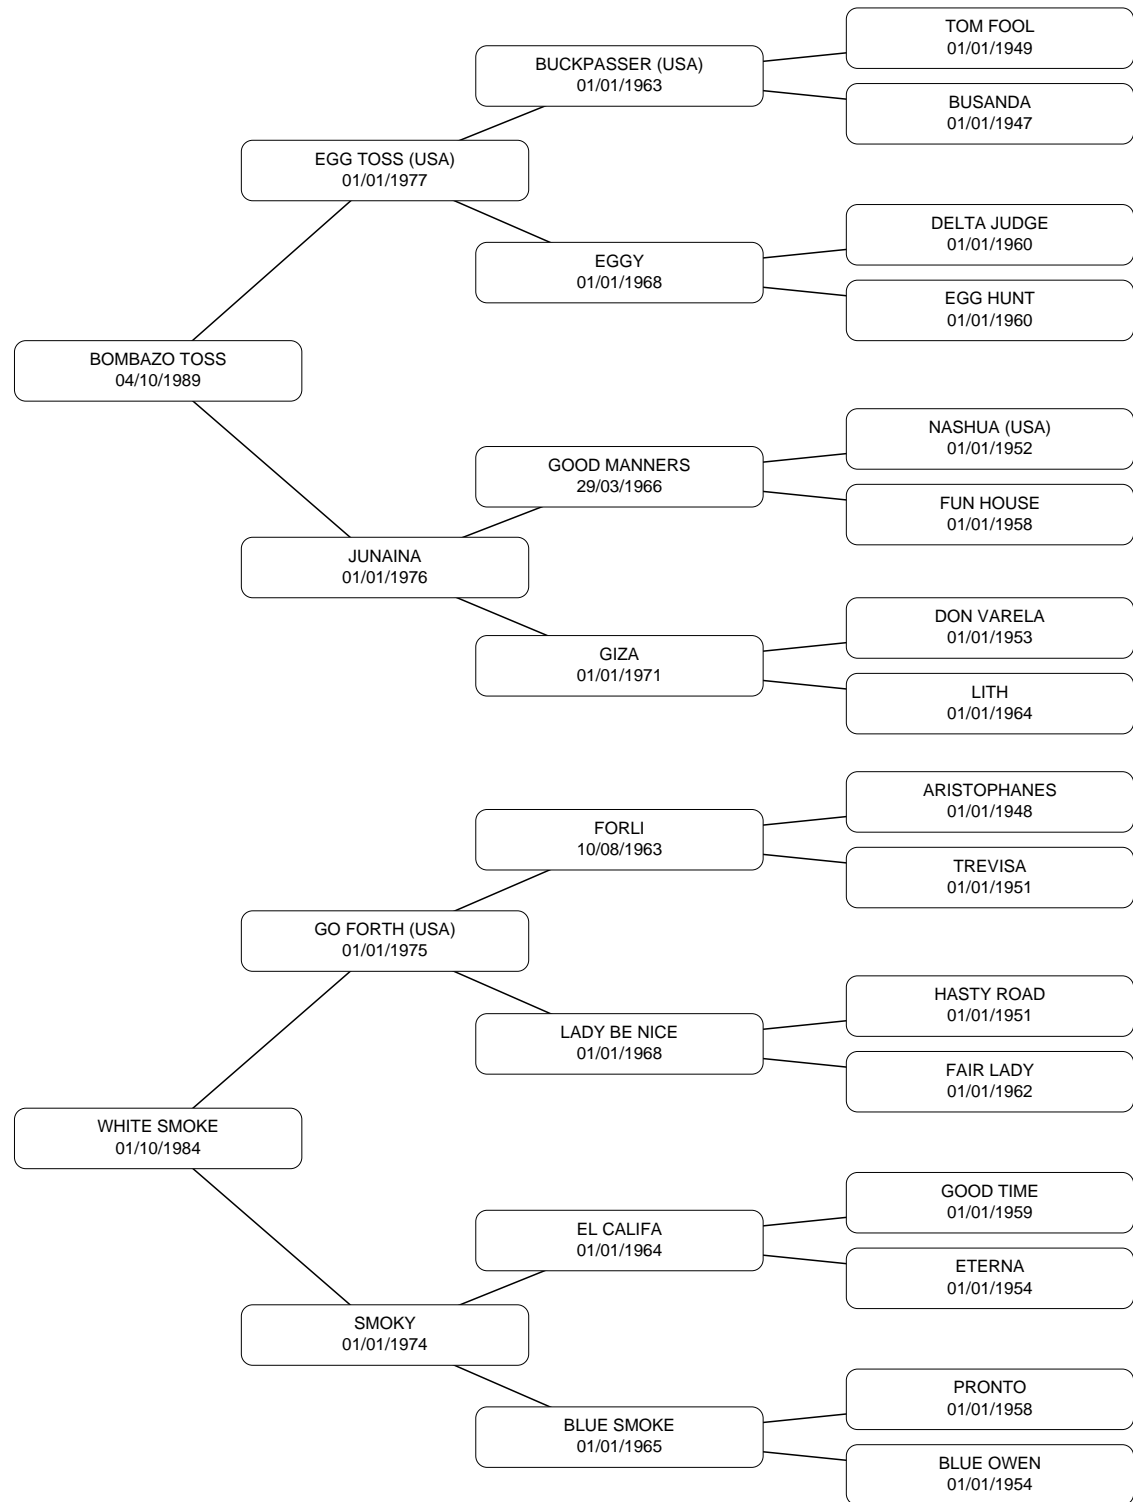 TOM FOOL
01/01/1949
BUCKPASSER (USA)
01/01/1963
BUSANDA
01/01/1947
EGG TOSS (USA)
01/01/1977
DELTA JUDGE
01/01/1960
EGGY
01/01/1968
EGG HUNT
01/01/1960
BOMBAZO TOSS
04/10/1989
NASHUA (USA)
01/01/1952
GOOD MANNERS
29/03/1966
FUN HOUSE
01/01/1958
JUNAINA
01/01/1976
DON VARELA
01/01/1953
GIZA
01/01/1971
LITH
01/01/1964
ARISTOPHANES
01/01/1948
FORLI
10/08/1963
TREVISA
01/01/1951
GO FORTH (USA)
01/01/1975
HASTY ROAD
01/01/1951
LADY BE NICE
01/01/1968
FAIR LADY
01/01/1962
WHITE SMOKE
01/10/1984
GOOD TIME
01/01/1959
EL CALIFA
01/01/1964
ETERNA
01/01/1954
SMOKY
01/01/1974
PRONTO
01/01/1958
BLUE SMOKE
01/01/1965
BLUE OWEN
01/01/1954